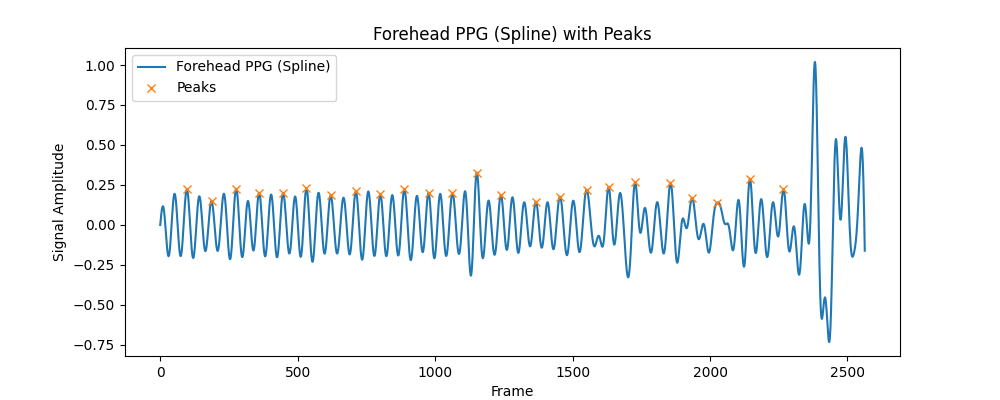 Forehead PPG (Spline) with Peaks
Forehead PPG (Spline)
Peaks
Signal Amplitude
1.00
0.75
0.50
0.25
0.00
−0.25
−0.50
−0.75
0 500 1000 1500 2000 2500
Frame